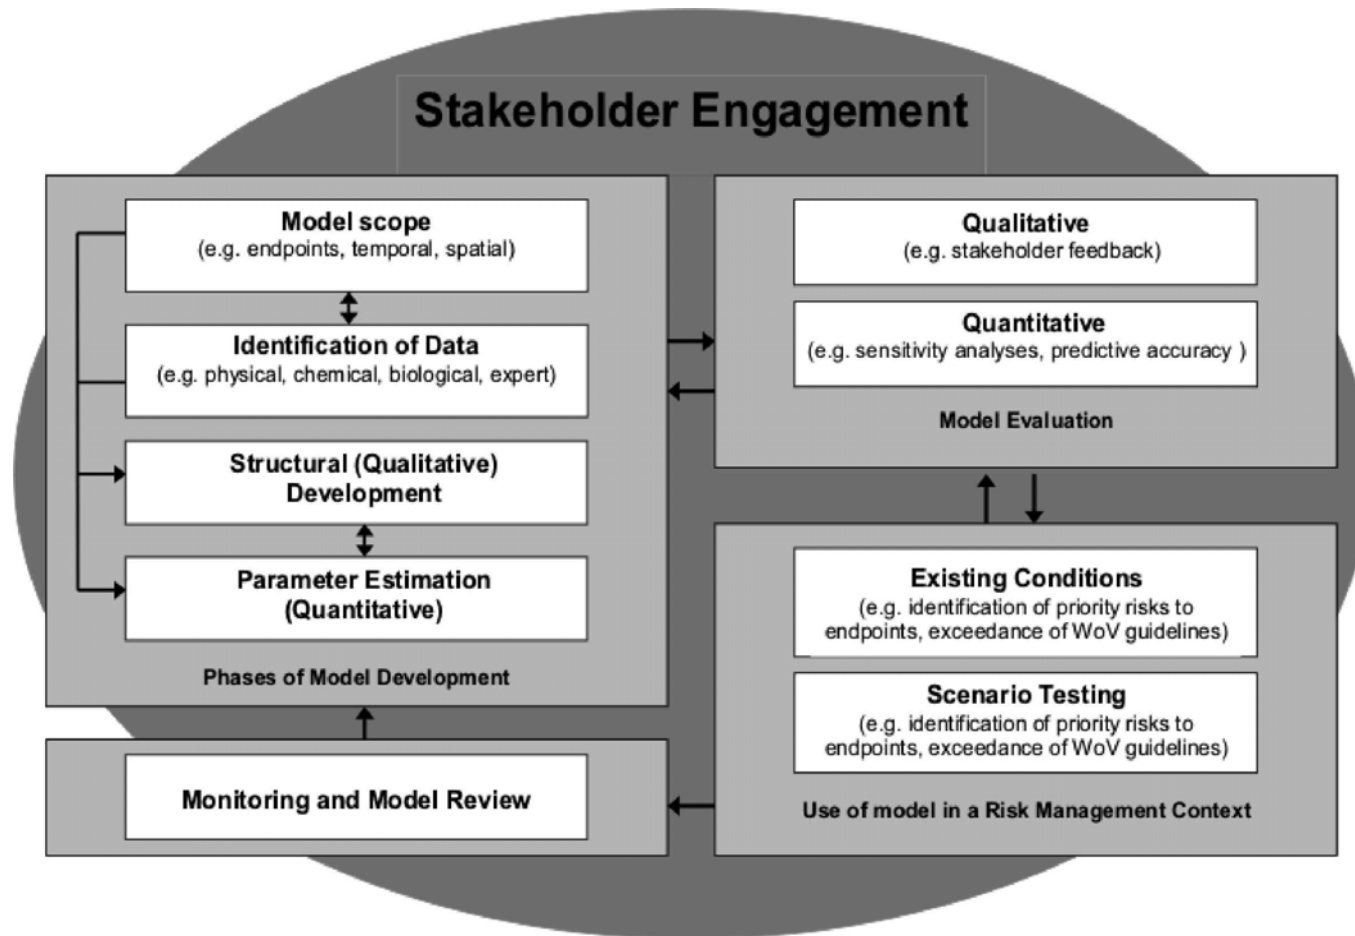 Stakeholder Engagement
Model scope
(e.g. endpoints, temporal, spatial)
Identification of Data
(e.g. physical, chemical, biological, expert)
Structural (Qualitative)
Development
Parameter Estimation
(Quantitative)
Phases of Model Development
Monitoring and Model Review
Qualitative
(e.g. stakeholder feedback)
Quantitative
(e.g. sensitivity analyses, predictive accuracy )
Model Evaluation
Existing Conditions
(e.g. identification of priority risks to
endpoints, exceedance of WoV guidelines)
Scenario Testing
(e.g. identification of priority risks to
endpoints, exceedance of WoV guidelines)
Use of model in a Risk Management Context